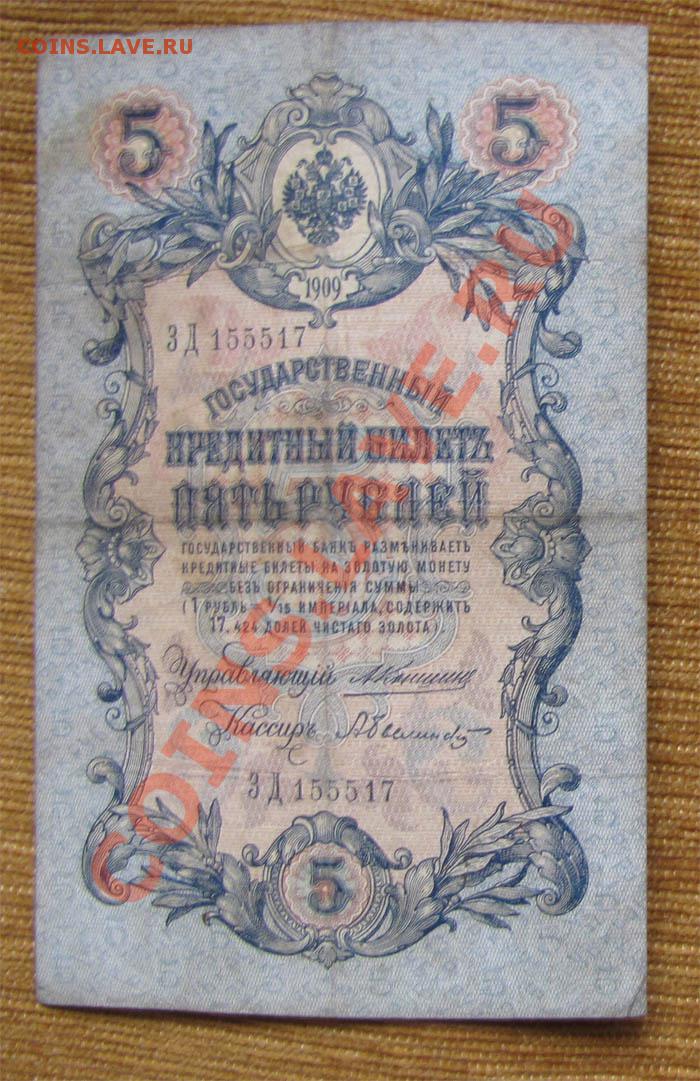 COINS.LAVE.RU
5 5
1909
ЗД 155517
ГОСУДАРСТВЕННЫЙ
КРЕДИТНЫЙ БИЛЕТЪ
ПЯТЬ РУБЛЕЙ
ГОСУДАРСТВЕННЫЙ БАНКЪ РАЗМѢНИВАЕТЪ
КРЕДИТНЫЕ БИЛЕТЫ НА ЗОЛОТУЮ МОНЕТУ
БЕЗЪ ОГРАНИЧЕНІЯ СУММЫ
(1 РУБЛЬ = 1/15 ИМПЕРІАЛА, СОДЕРЖИТЪ
17,424 ДОЛЕЙ ЧИСТАГО ЗОЛОТА).
Управляющій
Кассиръ
ЗД 155517
5
COINS.LAVE.RU